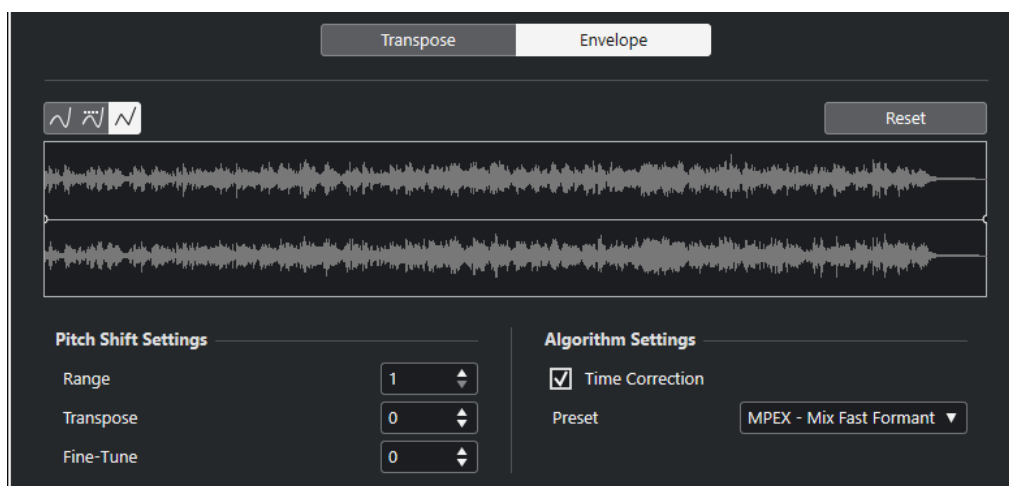 Transpose Envelope
Reset
Pitch Shift Settings
Range 1
Transpose 0
Fine-Tune 0
Algorithm Settings
Time Correction
Preset MPEX - Mix Fast Formant